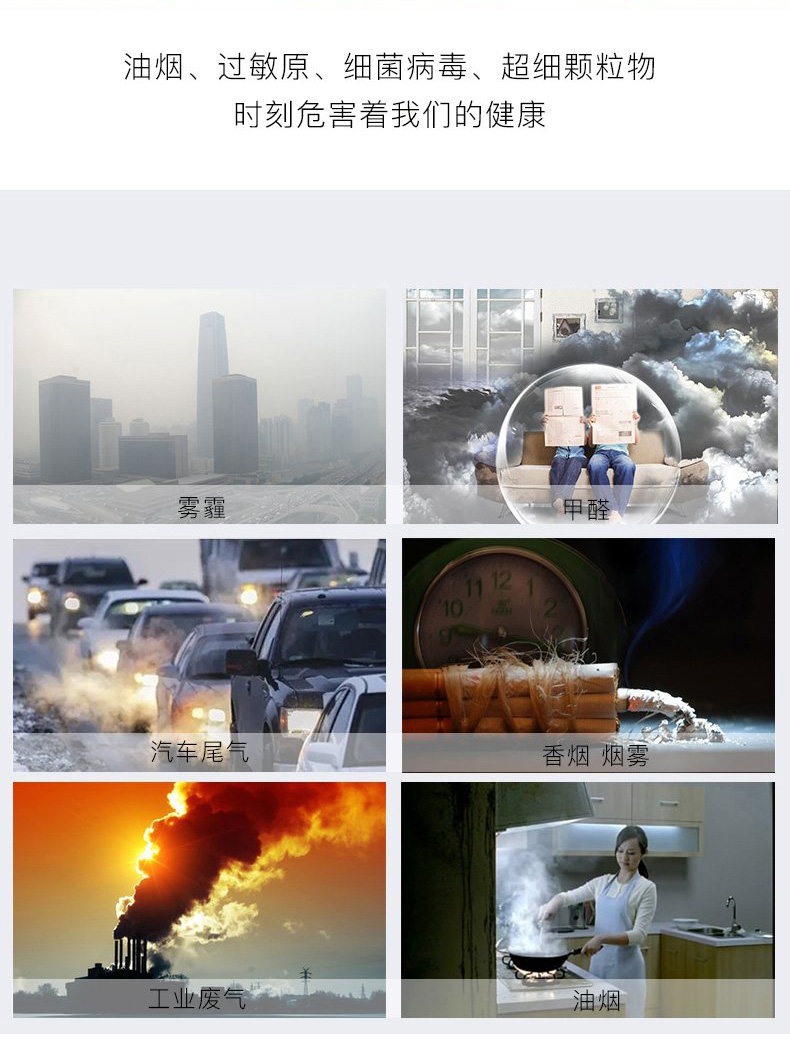 油烟、过敏原、细菌病毒、超细颗粒物
时刻危害着我们的健康
雾霾
甲醛
11 12 1
10 2
9
汽车尾气
香烟 烟雾
工业废气
油烟